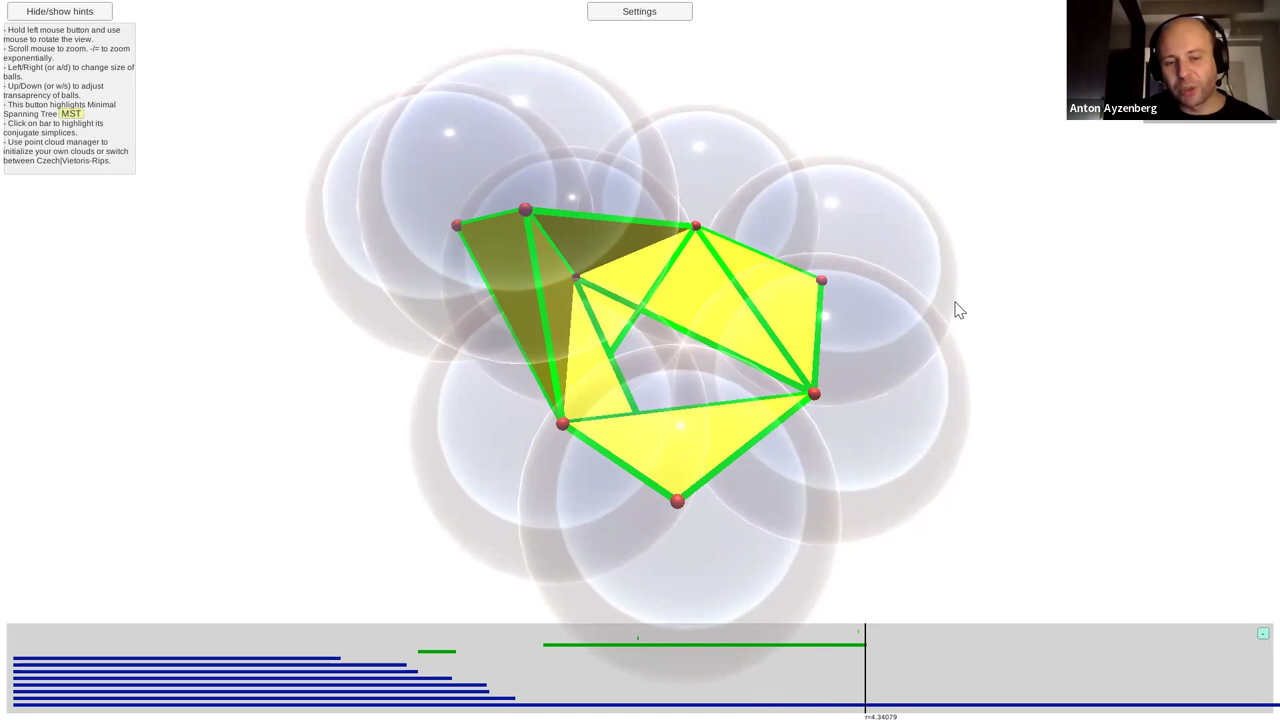 Hide/show hints
Settings
- Hold left mouse button and use
mouse to rotate the view.
- Scroll mouse to zoom. -/= to zoom
exponentially.
- Left/Right (or a/d) to change size of
balls.
- Up/Down (or w/s) to adjust
transaprency of balls.
- This button highlights Minimal
Spanning Tree MST
- Click on bar to highlight its
conjugate simplices.
- Use point cloud manager to
initialize your own clouds or switch
between Czech|Vietoris-Rips.
Anton Ayzenberg
-
r=4.34079